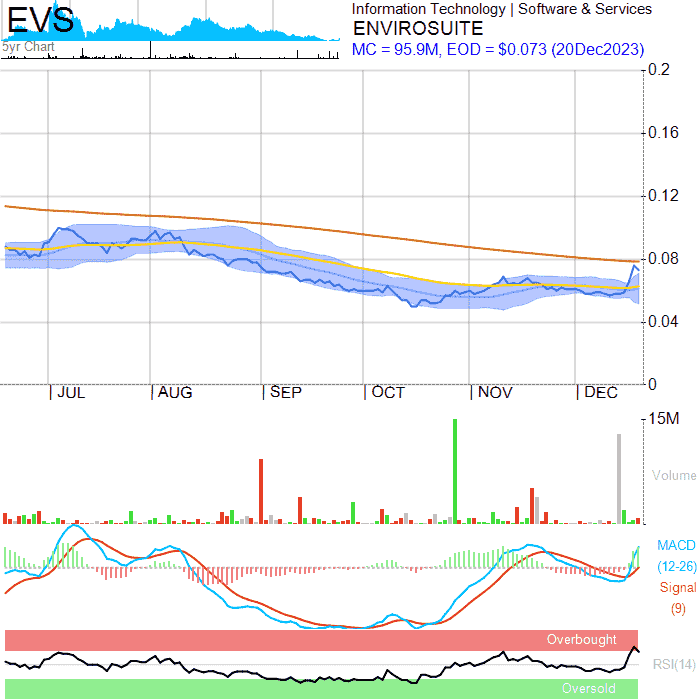 EVS
5yr Chart
Information Technology | Software & Services
ENVIROSUITE
MC = 95.9M, EOD = $0.073 (20Dec2023)
0.2
0.16
0.12
0.08
0.04
0
JUL AUG SEP OCT NOV DEC
15M
Volume
MACD
(12-26)
Signal
(9)
Overbought
RSI(14)
Oversold